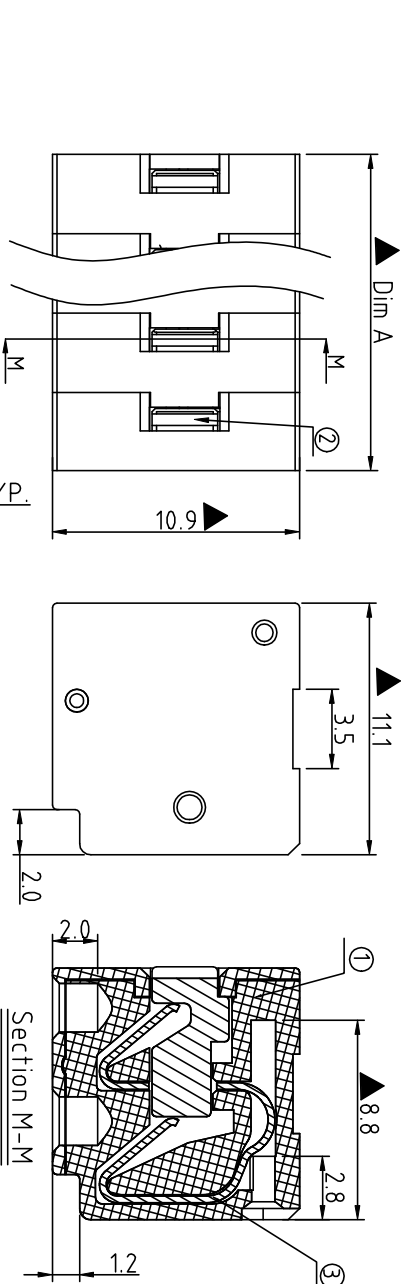 Dim A
M
M
②
10.9
YP.
11.1
3.5
2.0
2.0
①
8.8
2.8
③
1.2
Section M-M